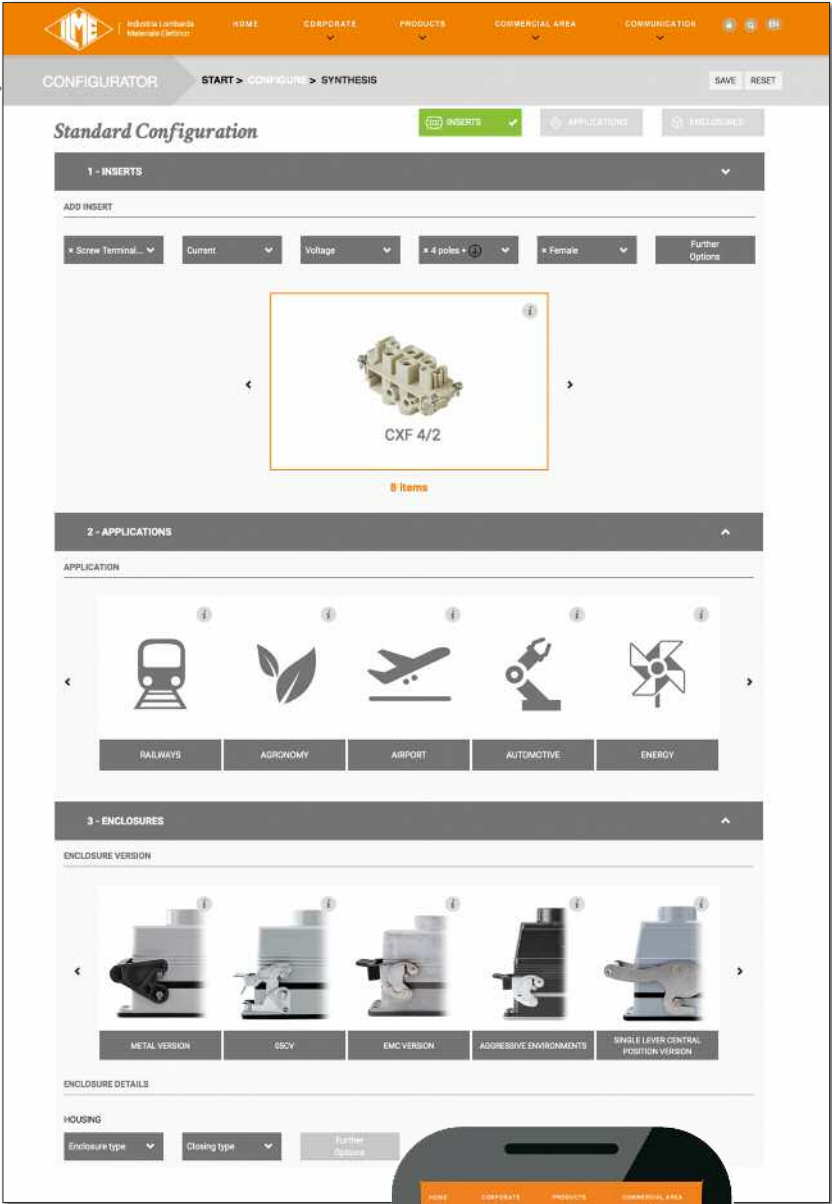 ILME
Industria Lombarda
Materiale Elettrico
HOME
CORPORATE
PRODUCTS
COMMERCIAL AREA
COMMUNICATION
EN
CONFIGURATOR
START > CONFIGURE > SYNTHESIS
SAVE
RESET
Standard Configuration
INSERTS
APPLICATIONS
ENCLOSURES
1 - INSERTS
ADD INSERT
× Screw Terminal...
Current
Voltage
× 4 poles +
× Female
Further
Options
i
CXF 4/2
8 items
2 - APPLICATIONS
APPLICATION
i
i
i
i
i
RAILWAYS
AGRONOMY
AIRPORT
AUTOMOTIVE
ENERGY
3 - ENCLOSURES
ENCLOSURE VERSION
i
i
i
i
i
METAL VERSION
G5CV
EMC VERSION
AGGRESSIVE ENVIRONMENTS
SINGLE LEVER CENTRAL
POSITION VERSION
ENCLOSURE DETAILS
HOUSING
Enclosure type
Closing type
Further
Options
HOME
CORPORATE
PRODUCTS
COMMERCIAL AREA